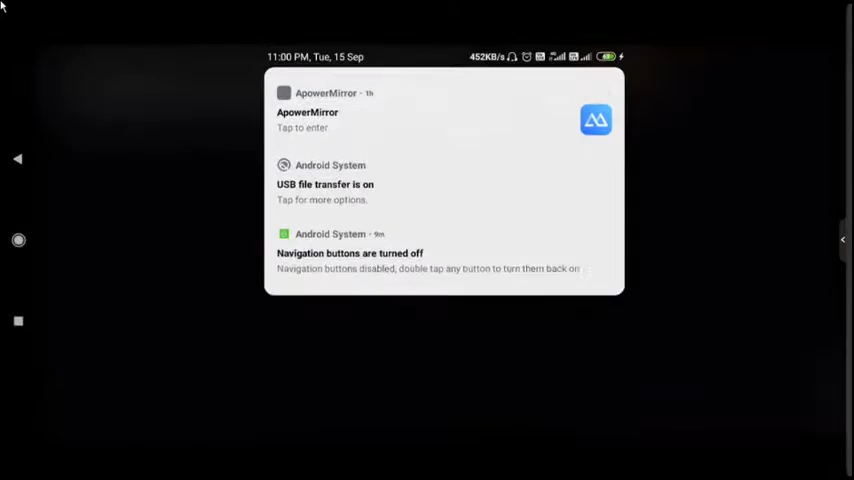 11:00 PM, Tue, 15 Sep 452KB/s
ApowerMirror • 1h
ApowerMirror
Tap to enter
Android System
USB file transfer is on
Tap for more options.
Android System • 9m
Navigation buttons are turned off
Navigation buttons disabled, double tap any button to turn them back on